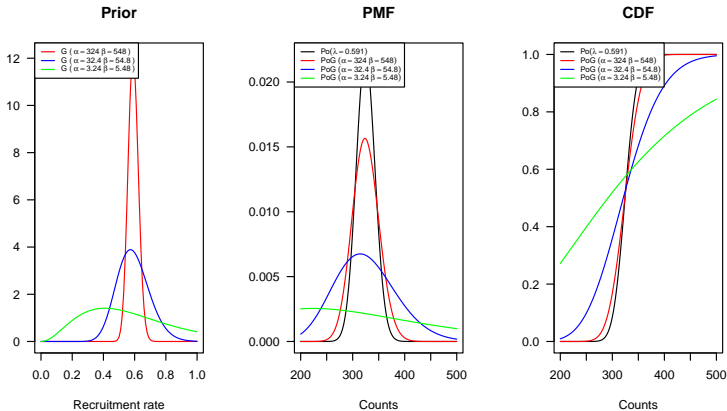 Prior
G ( α = 324 β = 548)
G ( α = 32.4 β = 54.8)
G ( α = 3.24 β = 5.48)
12
10
8
6
4
2
0
0.0 0.2 0.4 0.6 0.8 1.0
Recruitment rate
PMF
Po(λ = 0.591)
PoG (α = 324 β = 548)
PoG (α = 32.4 β = 54.8)
PoG (α = 3.24 β = 5.48)
0.020
0.015
0.010
0.005
0.000
200 300 400 500
Counts
CDF
Po(λ = 0.591)
PoG (α = 324 β = 548)
PoG (α = 32.4 β = 54.8)
PoG (α = 3.24 β = 5.48)
1.0
0.8
0.6
0.4
0.2
0.0
200 300 400 500
Counts